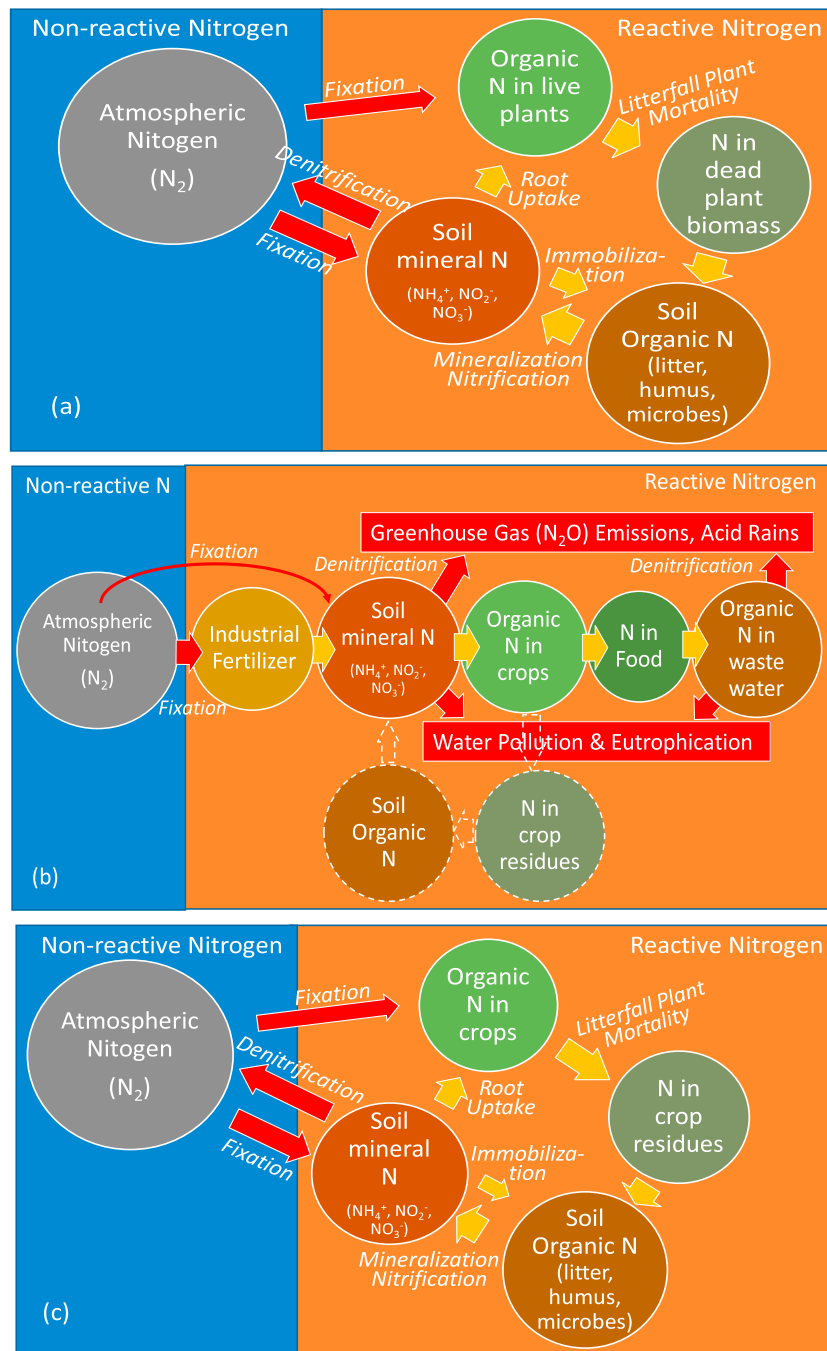 Non-reactive Nitrogen
Reactive Nitrogen
Atmospheric
Nitogen
(N₂)
Fixation
Organic
N in live
plants
Litterfall Plant
Mortality
N in
dead
plant
biomass
Denitrification
Fixation
Root
Uptake
Soil
mineral N
(NH₄⁺, NO₂⁻,
NO₃⁻)
Immobiliza-
tion
Mineralization
Nitrification
Soil
Organic N
(litter,
humus,
microbes)
(a)
Non-reactive N
Reactive Nitrogen
Greenhouse Gas (N₂O) Emissions, Acid Rains
Fixation
Denitrification
Denitrification
Atmospheric
Nitogen
(N₂)
Fixation
Industrial
Fertilizer
Soil
mineral N
(NH₄⁺, NO₂⁻,
NO₃⁻)
Organic
N in
crops
N in
Food
Organic
N in
waste
water
Water Pollution & Eutrophication
Soil
Organic
N
N in
crop
residues
(b)
Non-reactive Nitrogen
Reactive Nitrogen
Atmospheric
Nitogen
(N₂)
Fixation
Organic
N in
crops
Litterfall Plant
Mortality
N in
crop
residues
Denitrification
Fixation
Root
Uptake
Soil
mineral
N
(NH₄⁺, NO₂⁻,
NO₃⁻)
Immobiliza-
tion
Mineralization
Nitrification
Soil
Organic N
(litter,
humus,
microbes)
(c)